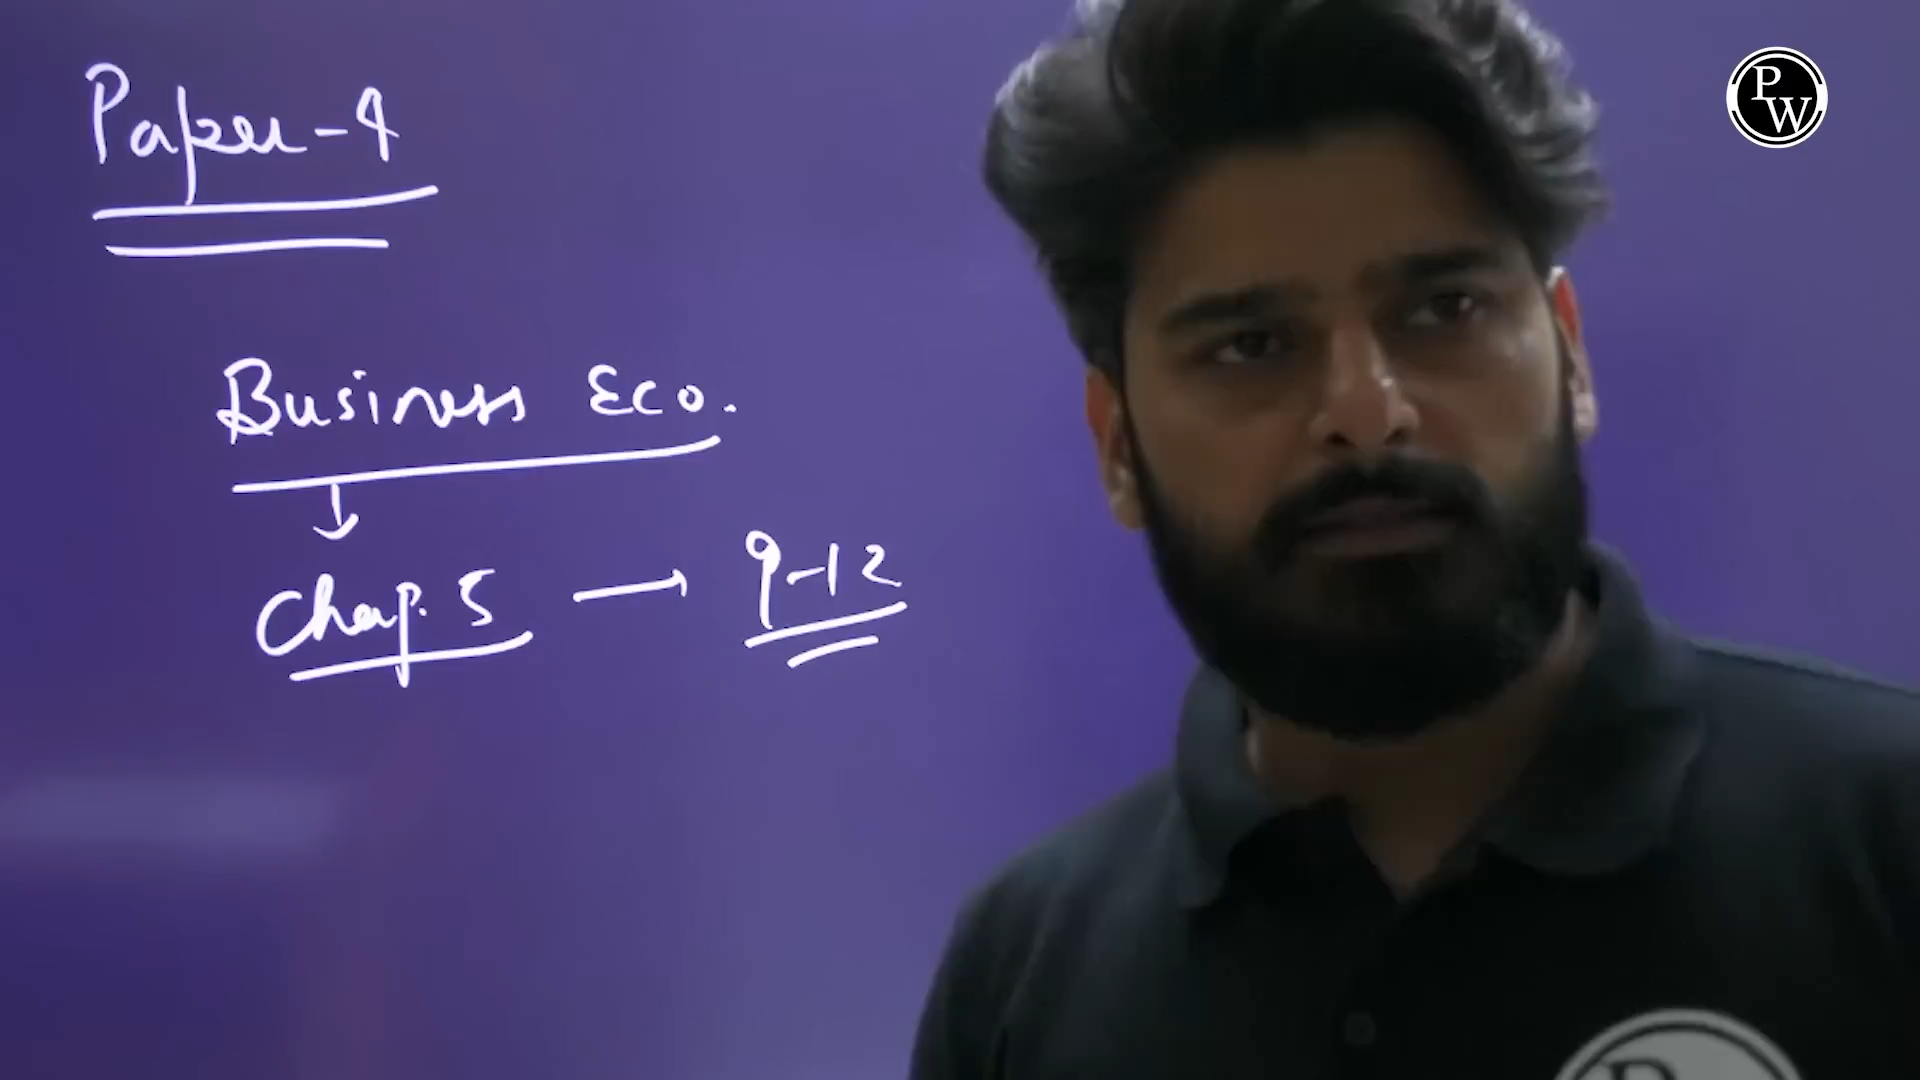 Paper-4
PW
Business Eco.
Chap. 5 → 9-12